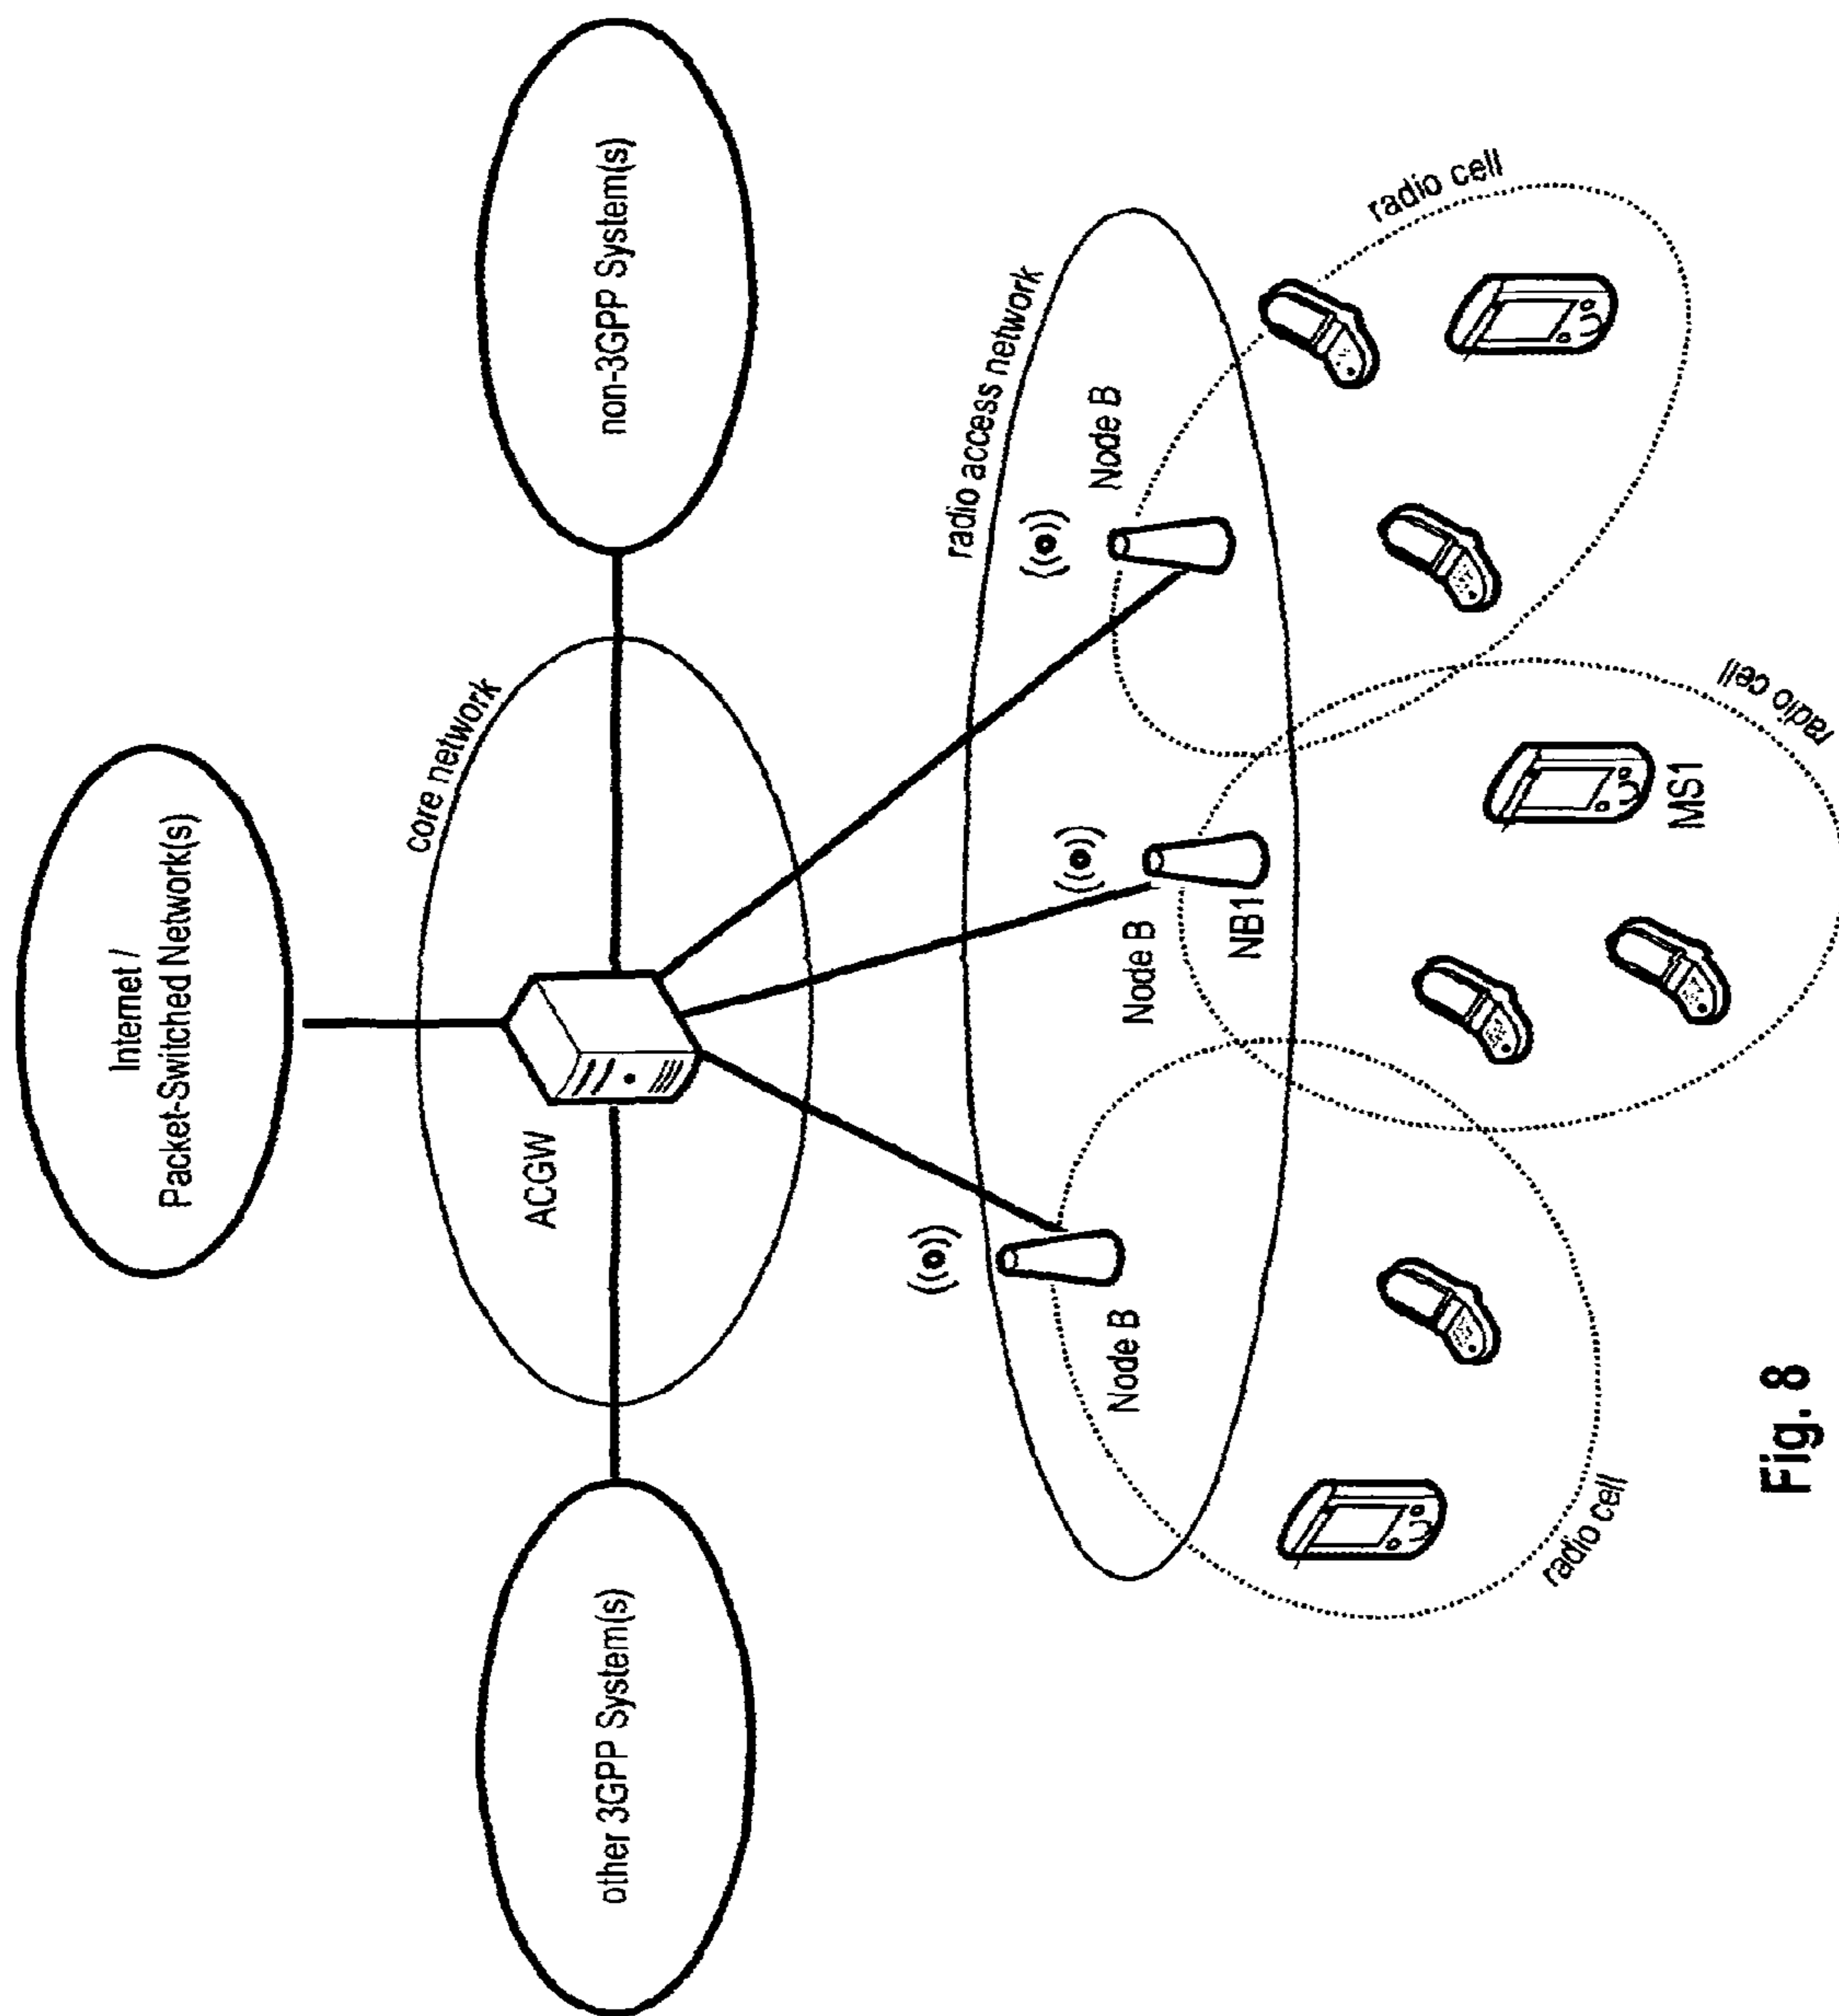 Internet /
Packet-Switched Network(s)
other 3GPP System(s)
ACGW
core network
non-3GPP System(s)
radio access network
Node B
Node B
NB1
Node B
radio cell
MS1
radio cell
radio cell
Fig. 8